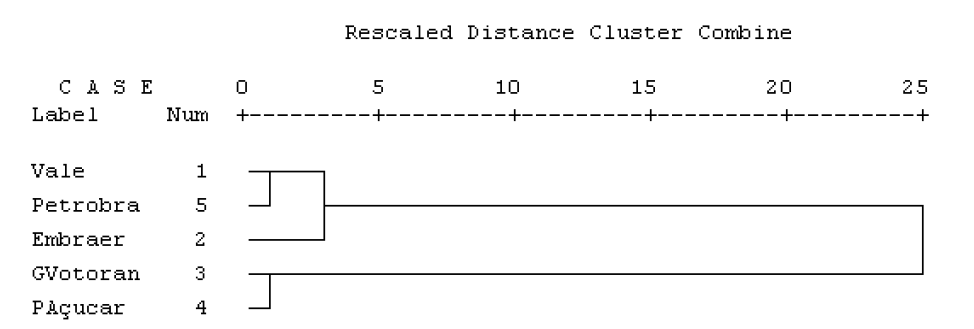 Rescaled Distance Cluster Combine
C A S E 0 5 10 15 20 25
Label Num +---------+---------+---------+---------+---------+
Vale 1
Petrobra 5
Embraer 2
GVotoran 3
PAçucar 4